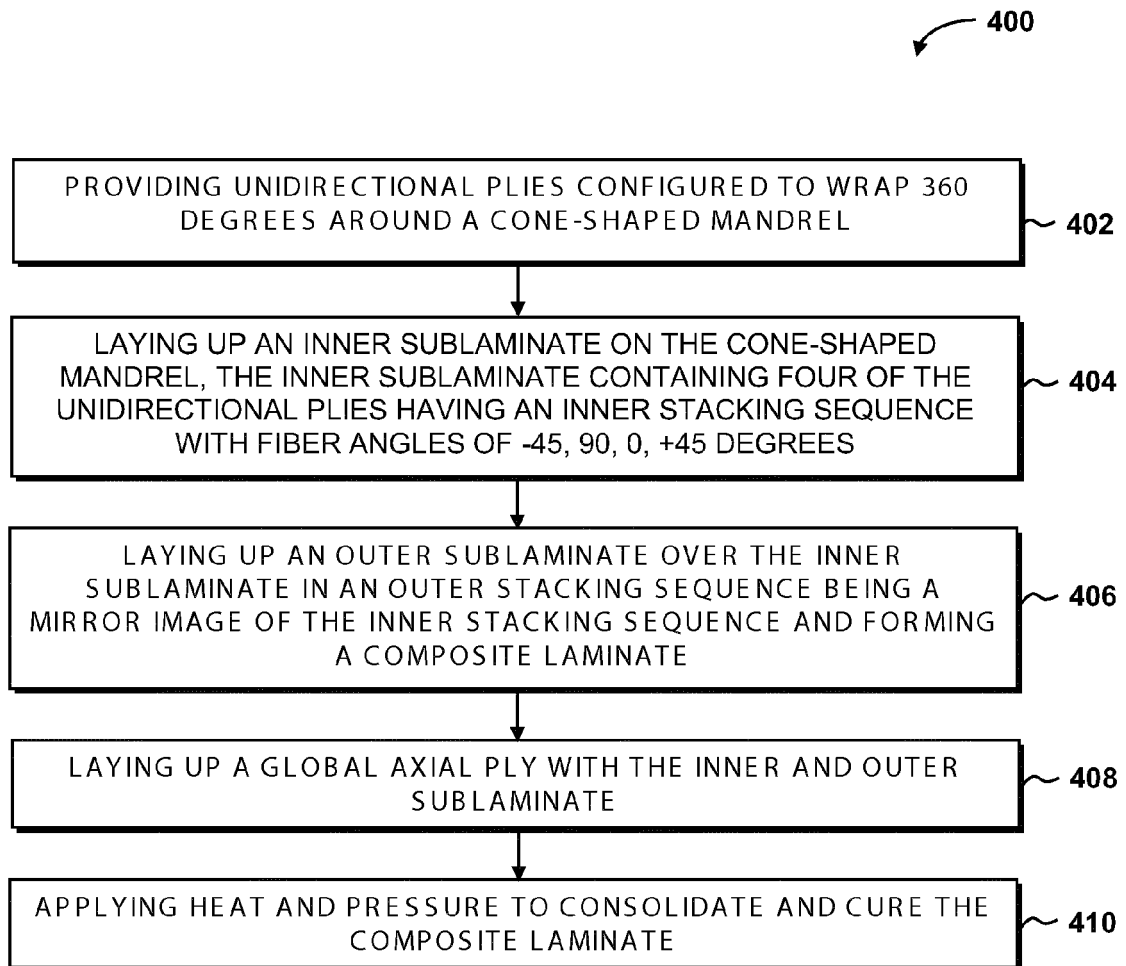 400
PROVIDING UNIDIRECTIONAL PLIES CONFIGURED TO WRAP 360
DEGREES AROUND A CONE-SHAPED MANDREL
402
LAYING UP AN INNER SUBLAMINATE ON THE CONE-SHAPED
MANDREL, THE INNER SUBLAMINATE CONTAINING FOUR OF THE
UNIDIRECTIONAL PLIES HAVING AN INNER STACKING SEQUENCE
WITH FIBER ANGLES OF -45, 90, 0, +45 DEGREES
404
LAYING UP AN OUTER SUBLAMINATE OVER THE INNER
SUBLAMINATE IN AN OUTER STACKING SEQUENCE BEING A
MIRROR IMAGE OF THE INNER STACKING SEQUENCE AND FORMING
A COMPOSITE LAMINATE
406
LAYING UP A GLOBAL AXIAL PLY WITH THE INNER AND OUTER
SUBLAMINATE
408
APPLYING HEAT AND PRESSURE TO CONSOLIDATE AND CURE THE
COMPOSITE LAMINATE
410